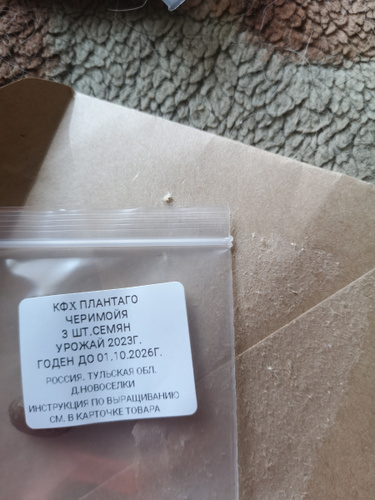 КФХ ПЛАНТАГО
ЧЕРИМОЙЯ
3 ШТ.СЕМЯН
УРОЖАЙ 2023Г.
ГОДЕН ДО 01.10.2026Г.
РОССИЯ, ТУЛЬСКАЯ ОБЛ.
Д.НОВОСЕЛКИ
ИНСТРУКЦИЯ ПО ВЫРАЩИВАНИЮ
СМ. В КАРТОЧКЕ ТОВАРА